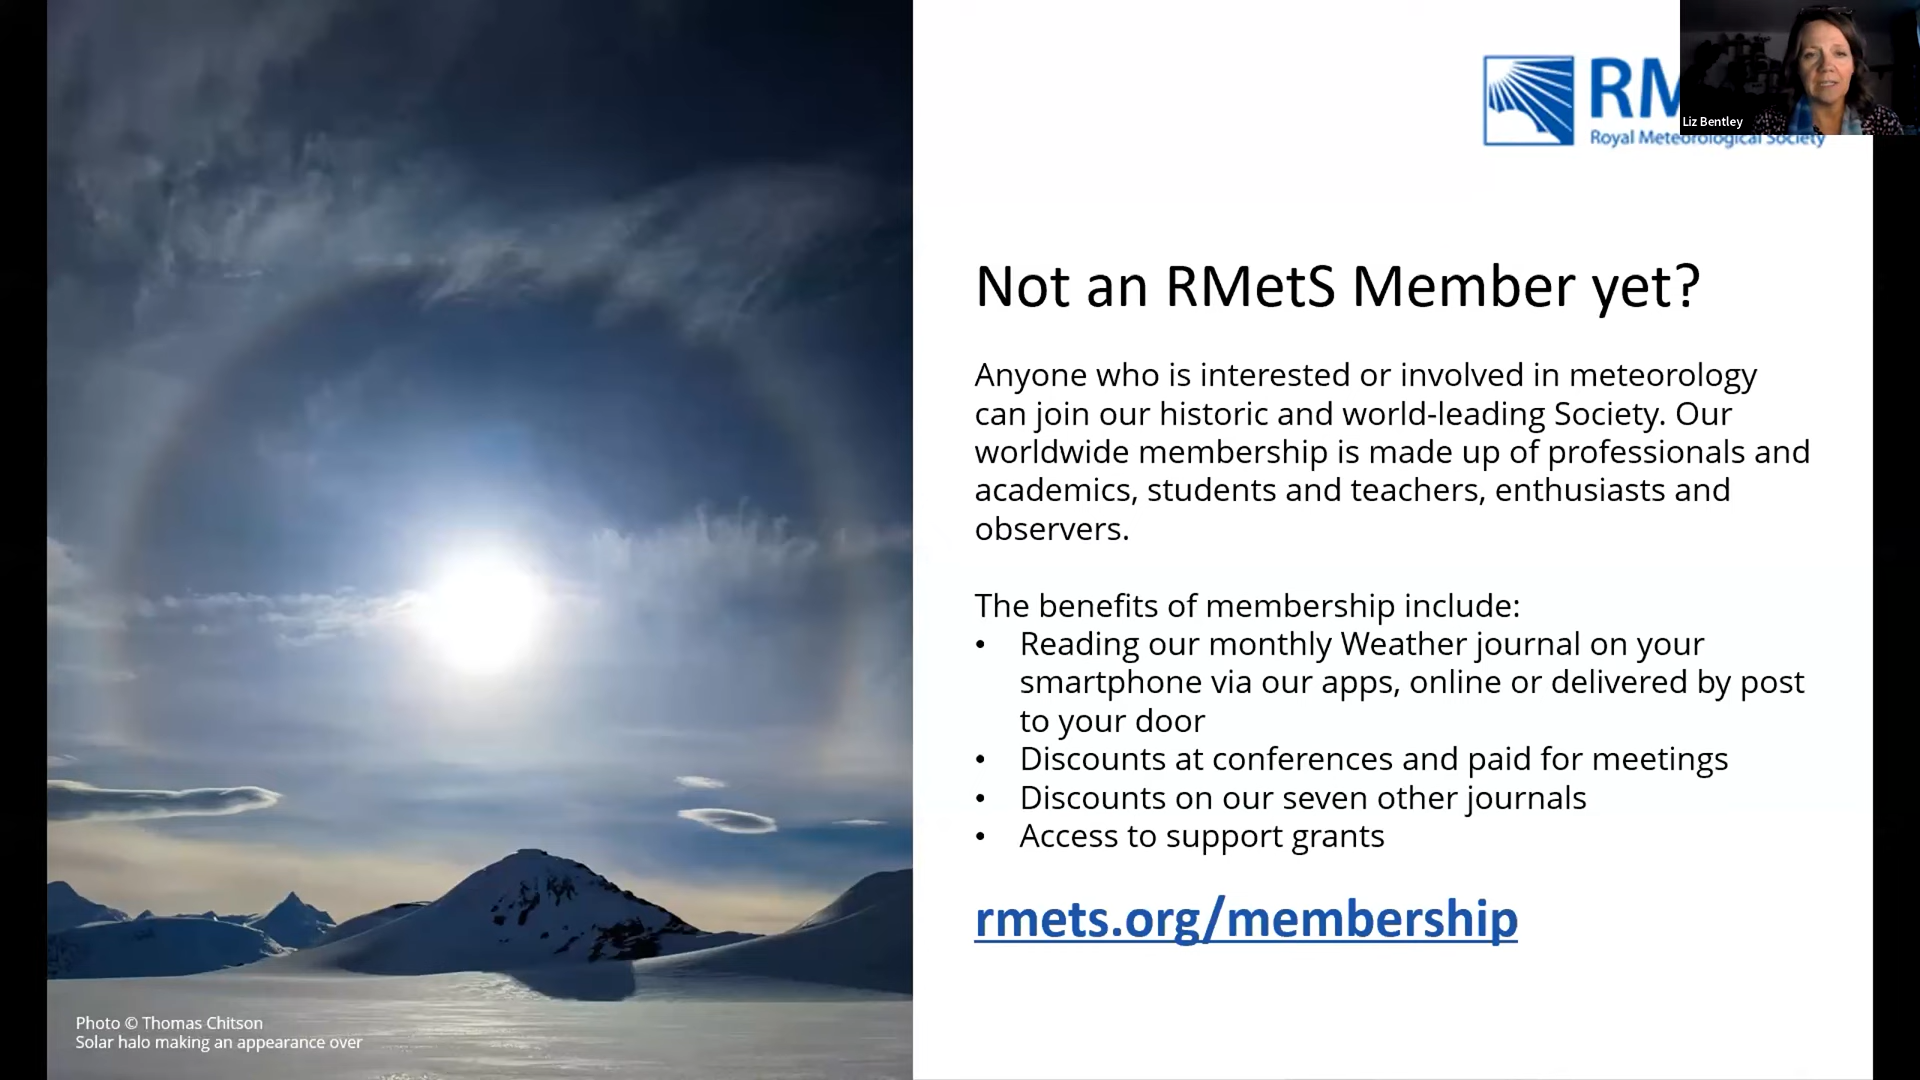 RM
Royal Meteorological Society
Liz Bentley
Not an RMetS Member yet?
Anyone who is interested or involved in meteorology
can join our historic and world-leading Society. Our
worldwide membership is made up of professionals and
academics, students and teachers, enthusiasts and
observers.
The benefits of membership include:
• Reading our monthly Weather journal on your
smartphone via our apps, online or delivered by post
to your door
• Discounts at conferences and paid for meetings
• Discounts on our seven other journals
• Access to support grants
rmets.org/membership
Photo © Thomas Chitson
Solar halo making an appearance over